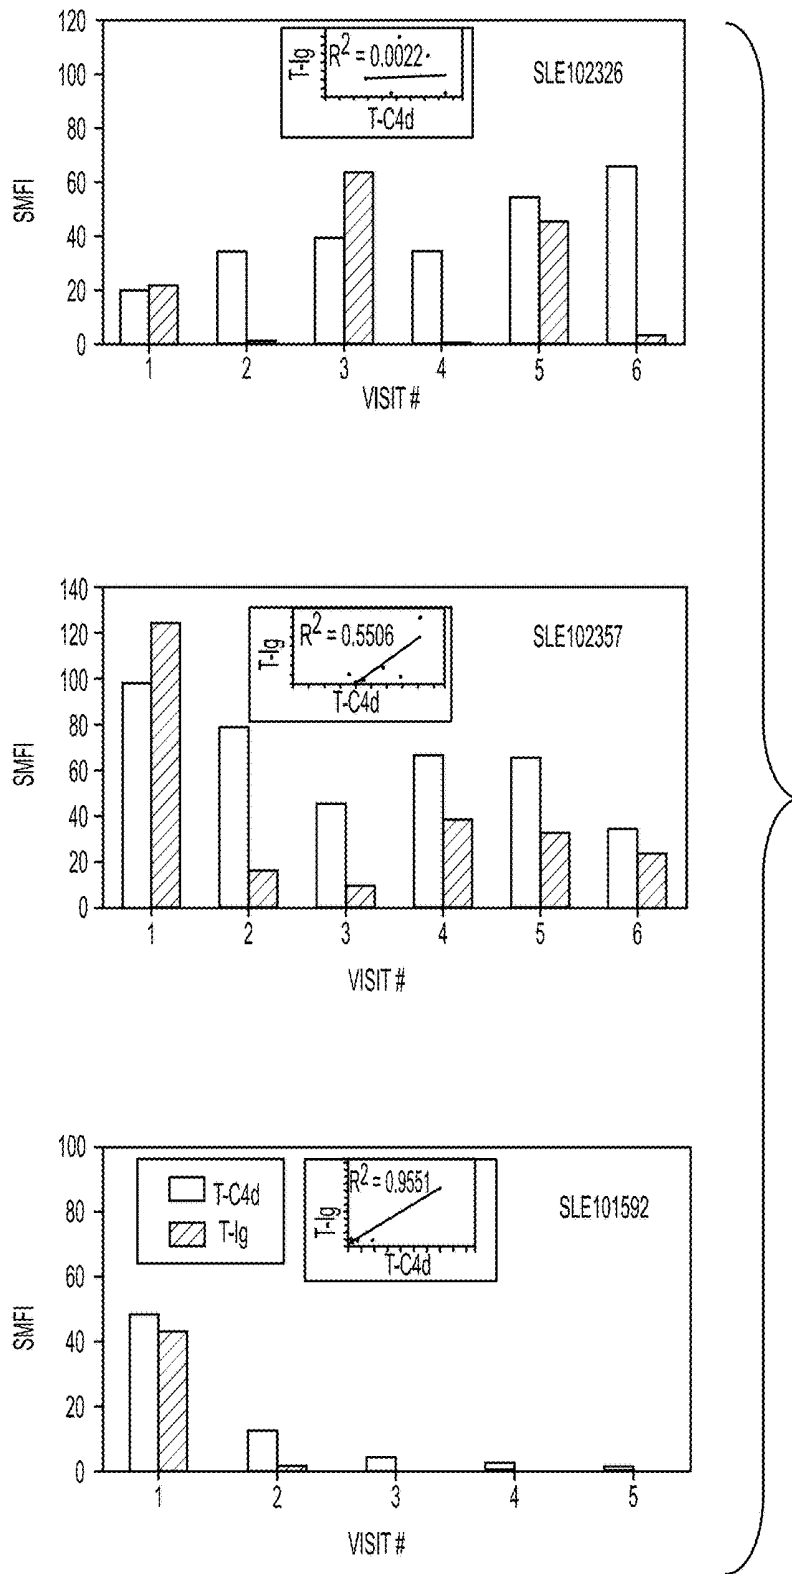 120
100
80
60
40
20
0
SMFI
T-Ig
R2 = 0.0022
T-C4d
SLE102326
1 2 3 4 5 6
VISIT #
140
120
100
80
60
40
20
0
SMFI
T-Ig
R2 = 0.5506
T-C4d
SLE102357
1 2 3 4 5 6
VISIT #
100
80
60
40
20
0
SMFI
T-C4d
T-Ig
T-Ig
R2 = 0.9551
T-C4d
SLE101592
1 2 3 4 5
VISIT #